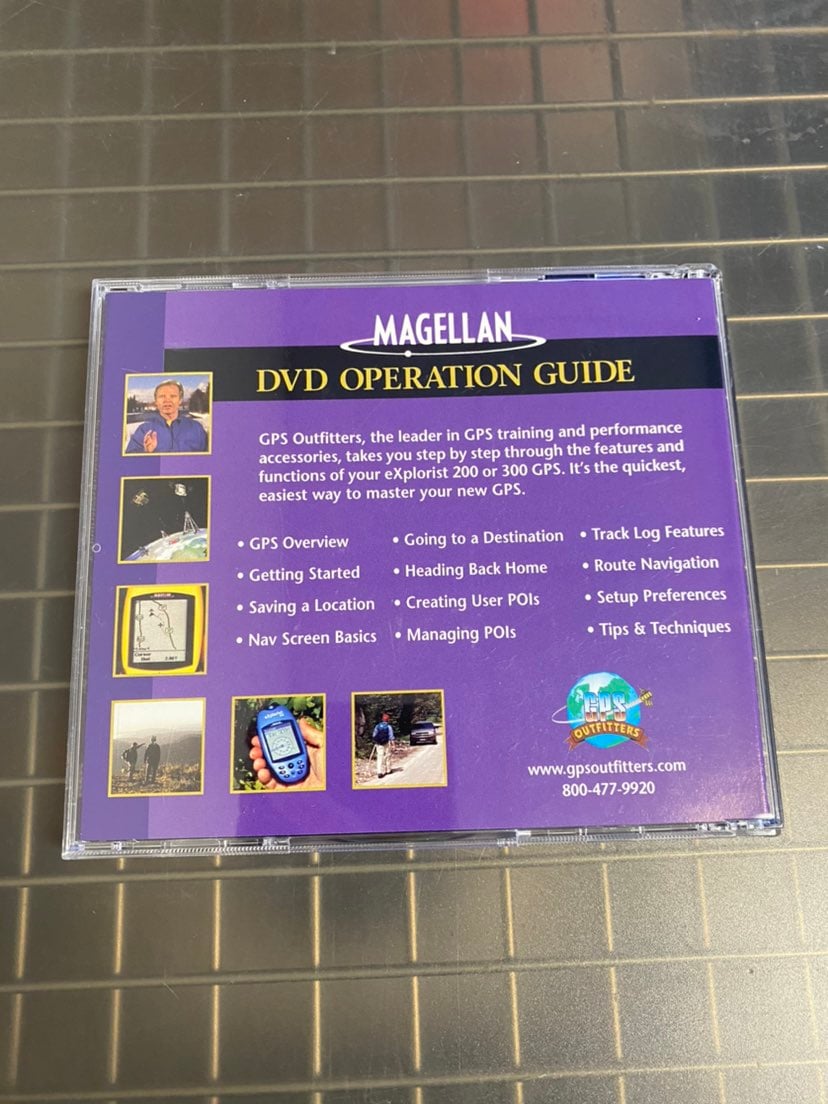 MAGELLAN
DVD OPERATION GUIDE
GPS Outfitters, the leader in GPS training and performance
accessories, takes you step by step through the features and
functions of your eXplorist 200 or 300 GPS. It's the quickest,
easiest way to master your new GPS.
• GPS Overview
• Getting Started
• Saving a Location
• Nav Screen Basics
• Going to a Destination
• Heading Back Home
• Creating User POIs
• Managing POIs
• Track Log Features
• Route Navigation
• Setup Preferences
• Tips & Techniques
GPS
OUTFITTERS
www.gpsoutfitters.com
800-477-9920